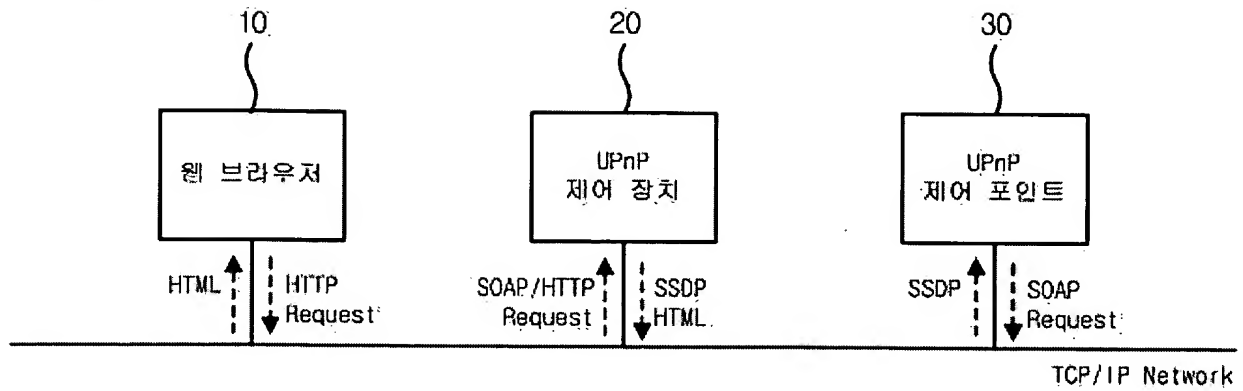 10
20
30
웹 브라우저
UPnP
제어 장치
UPnP
제어 포인트
HTML
HTTP
Request
SOAP/HTTP
Request
SSDP
HTML
SSDP
SOAP
Request
TCP/IP Network